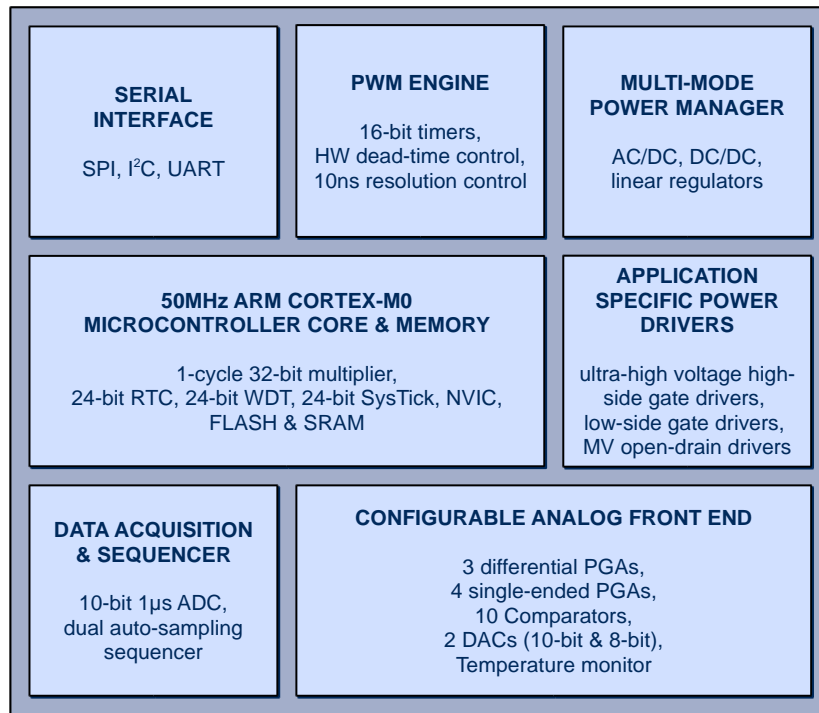 SERIAL
INTERFACE
SPI, I²C, UART
PWM ENGINE
16-bit timers,
HW dead-time control,
10ns resolution control
MULTI-MODE
POWER MANAGER
AC/DC, DC/DC,
linear regulators
50MHz ARM CORTEX-M0
MICROCONTROLLER CORE & MEMORY
1-cycle 32-bit multiplier,
24-bit RTC, 24-bit WDT, 24-bit SysTick, NVIC,
FLASH & SRAM
APPLICATION
SPECIFIC POWER
DRIVERS
ultra-high voltage high-
side gate drivers,
low-side gate drivers,
MV open-drain drivers
DATA ACQUISITION
& SEQUENCER
10-bit 1μs ADC,
dual auto-sampling
sequencer
CONFIGURABLE ANALOG FRONT END
3 differential PGAs,
4 single-ended PGAs,
10 Comparators,
2 DACs (10-bit & 8-bit),
Temperature monitor